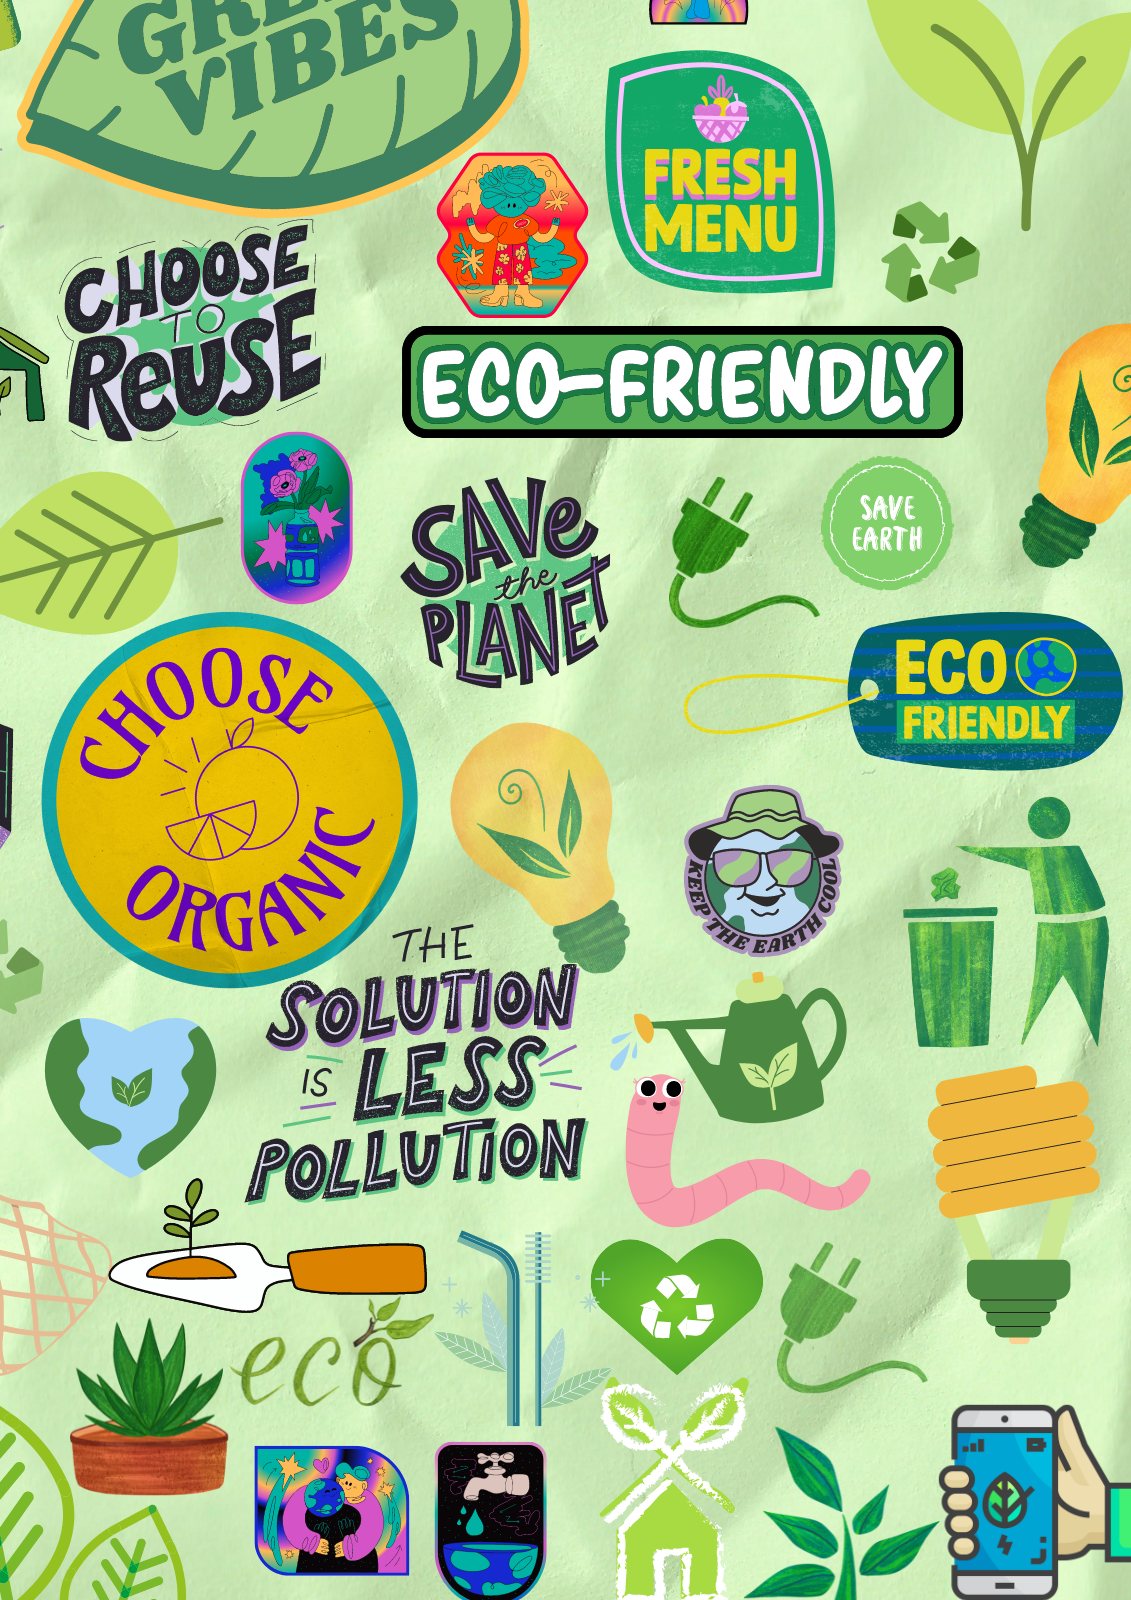 GREEN
VIBES
FRESH
MENU
CHOOSE
TO
REUSE
ECO-FRIENDLY
SAVE
the
PLANET
SAVE
EARTH
ECO
FRIENDLY
CHOOSE
ORGANIC
KEEP THE EARTH COOL
THE
SOLUTION
IS LESS
POLLUTION
eco